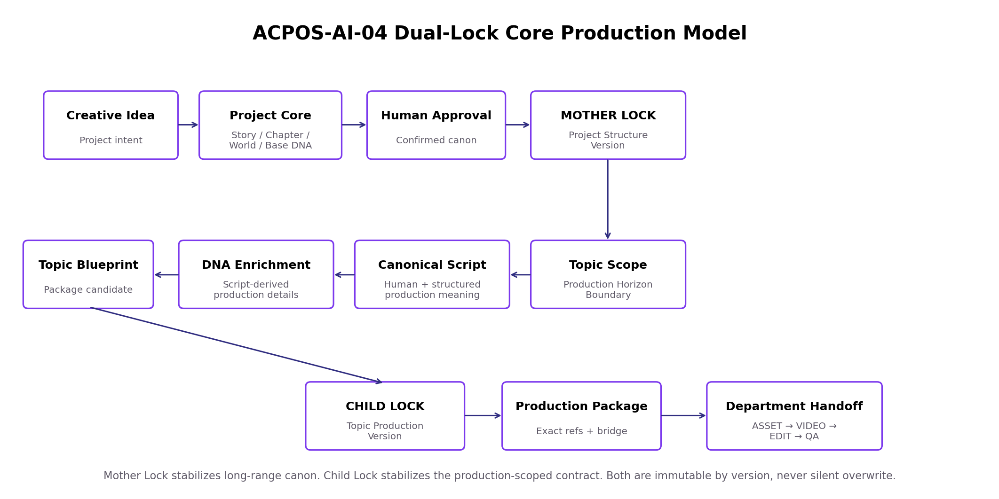 ACPOS-AI-04 Dual-Lock Core Production Model
Creative Idea
Project intent
Project Core
Story / Chapter /
World / Base DNA
Human Approval
Confirmed canon
MOTHER LOCK
Project Structure
Version
Topic Blueprint
Package candidate
DNA Enrichment
Script-derived
production details
Canonical Script
Human + structured
production meaning
Topic Scope
Production Horizon
Boundary
CHILD LOCK
Topic Production
Version
Production Package
Exact refs + bridge
Department Handoff
ASSET → VIDEO →
EDIT → QA
Mother Lock stabilizes long-range canon. Child Lock stabilizes the production-scoped contract. Both are immutable by version, never silent overwrite.